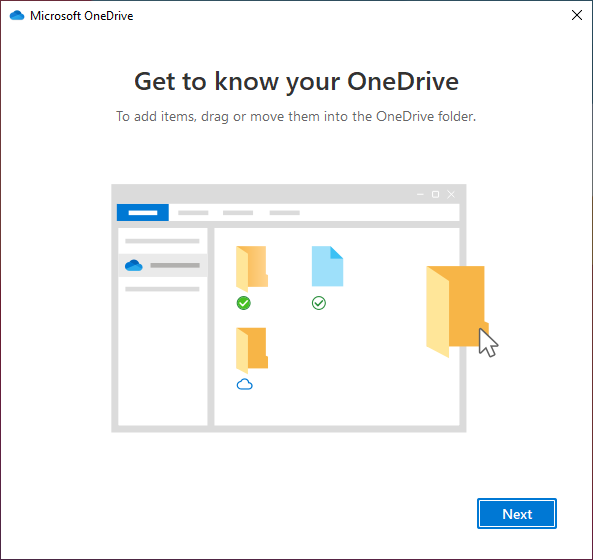 Microsoft OneDrive
Get to know your OneDrive
To add items, drag or move them into the OneDrive folder.
Next